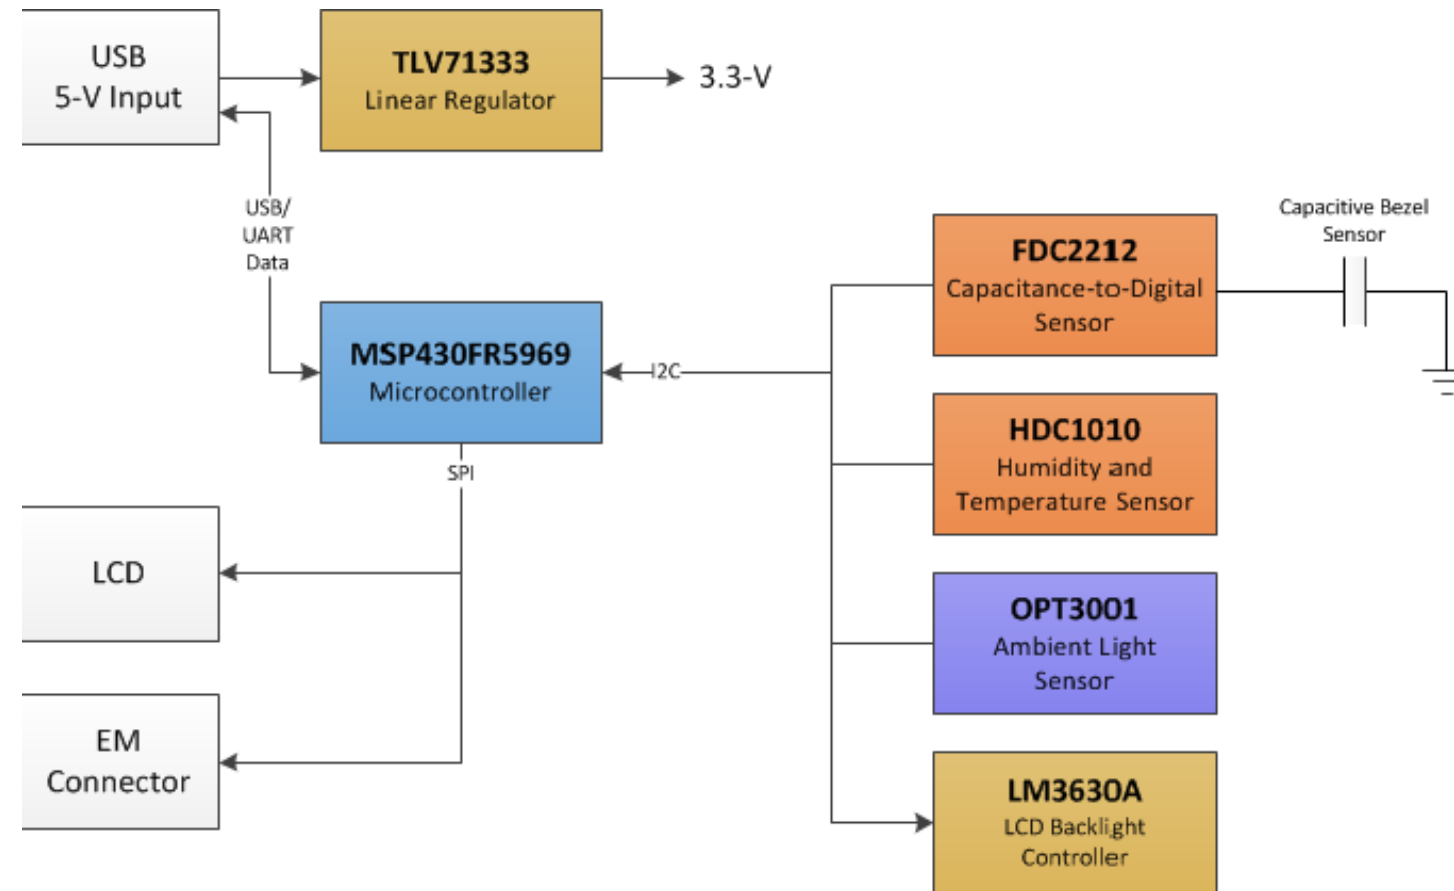 USB
5-V Input
TLV71333
Linear Regulator
3.3-V
USB/
UART
Data
Capacitive Bezel
Sensor
FDC2212
Capacitance-to-Digital
Sensor
MSP430FR5969
Microcontroller
I2C
HDC1010
Humidity and
Temperature Sensor
SPI
LCD
OPT3001
Ambient Light
Sensor
EM
Connector
LM3630A
LCD Backlight
Controller